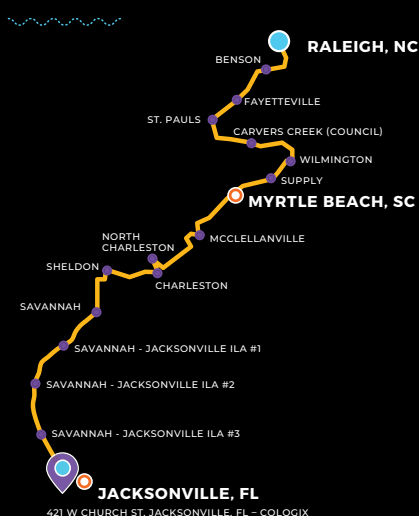 RALEIGH, NC
BENSON
FAYETTEVILLE
ST. PAULS
CARVERS CREEK (COUNCIL)
WILMINGTON
SUPPLY
MYRTLE BEACH, SC
NORTH
CHARLESTON
MCCLELLANVILLE
SHELDON
CHARLESTON
SAVANNAH
SAVANNAH - JACKSONVILLE ILA #1
SAVANNAH - JACKSONVILLE ILA #2
SAVANNAH - JACKSONVILLE ILA #3
JACKSONVILLE, FL
421 W CHURCH ST, JACKSONVILLE, FL – COLOGIX